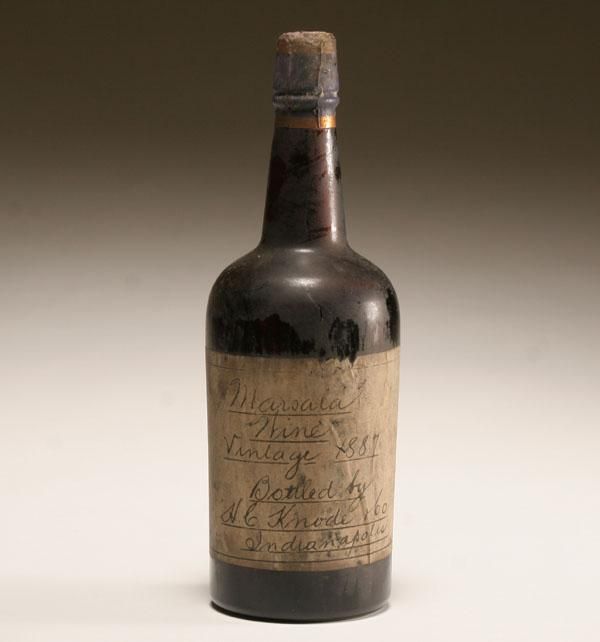 Marsala
Wine
Vintage 1887
Bottled by
H.C Knode & Co
Indianapolis